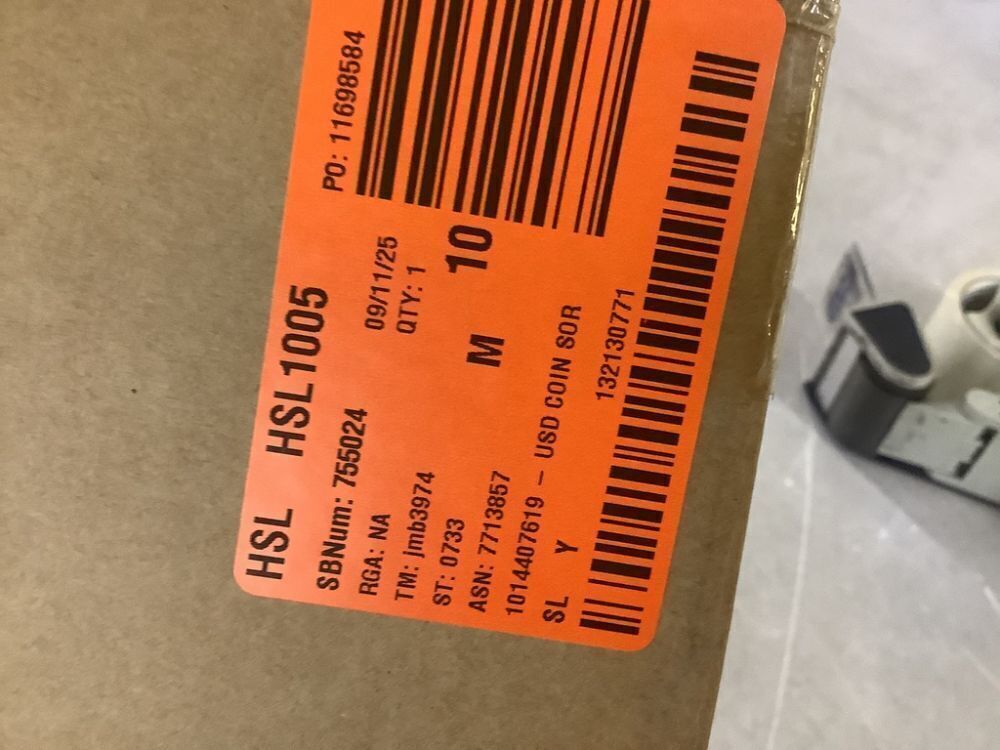 HSL HSL1005
SBNum: 755024
PO: 11698584
RGA: NA
09/11/25
TM: jmb3974
QTY: 1
ST: 0733
M 10
ASN: 7713857
1014407619 – USD COIN SOR
SL Y
132130771